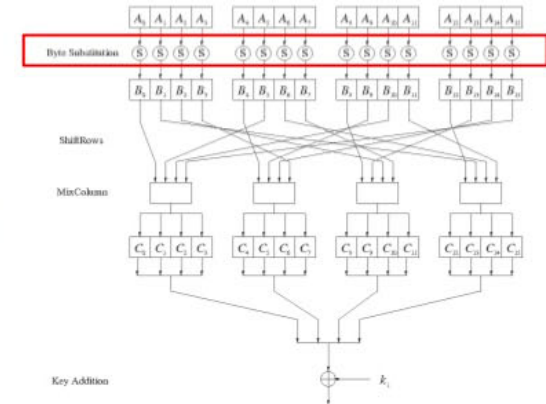 A₀ A₁ A₂ A₃ A₄ A₅ A₆ A₇ A₈ A₉ A₁₀ A₁₁ A₁₂ A₁₃ A₁₄ A₁₅
Byte Substitution S S S S S S S S S S S S S S S S
B₀ B₁ B₂ B₃ B₄ B₅ B₆ B₇ B₈ B₉ B₁₀ B₁₁ B₁₂ B₁₃ B₁₄ B₁₅
ShiftRows
MixColumn
C₀ C₁ C₂ C₃ C₄ C₅ C₆ C₇ C₈ C₉ C₁₀ C₁₁ C₁₂ C₁₃ C₁₄ C₁₅
Key Addition kᵢ